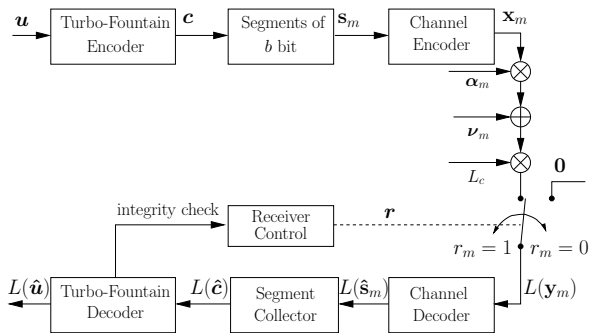 u
Turbo-Fountain
Encoder
c
Segments of
b bit
s_m
Channel
Encoder
x_m
α_m
ν_m
L_c
0
integrity check
Receiver
Control
r
r_m = 1
r_m = 0
L(û)
Turbo-Fountain
Decoder
L(ĉ)
Segment
Collector
L(ŝ_m)
Channel
Decoder
L(y_m)